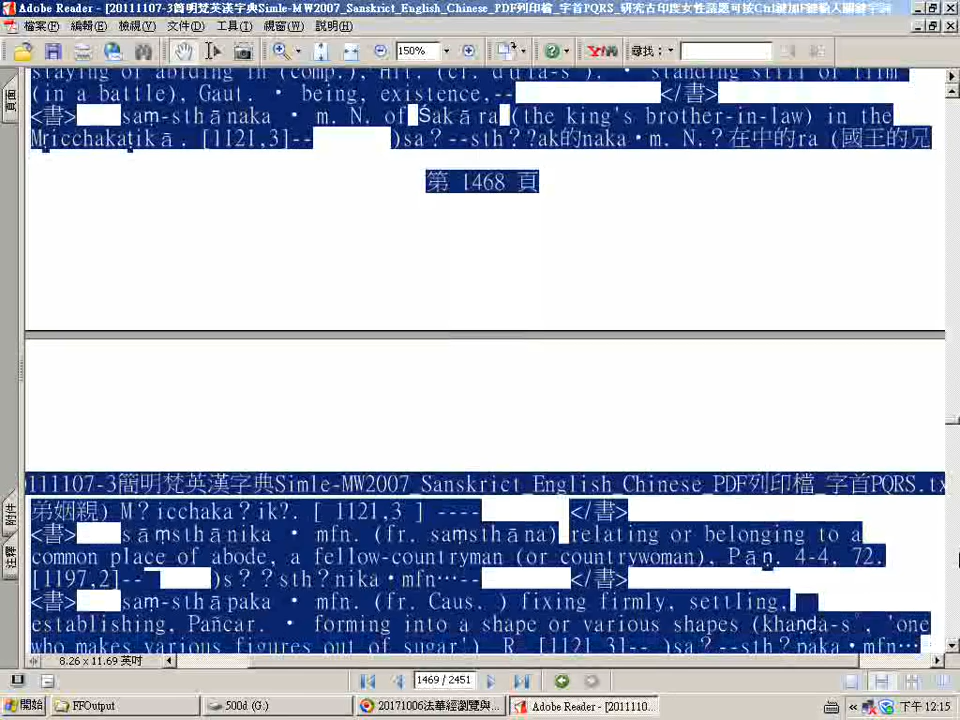 Adobe Reader - [20111107-3簡明梵英漢字典Simle-MW2007_Sanskrict_English_Chinese_PDF列印檔_字首PQRS_研究古印度女性議題可按Ctrl鍵加F鍵輸入關鍵字詞
檔案(F) 編輯(E) 檢視(V) 文件(D) 工具(T) 視窗(W) 說明(H)
150% 尋找:
頁面
staying or abiding in (comp.), standing still or firm
(in a battle), Gaut. • being, existence,-- </書>
<書> saṃ-sthānaka • m. N. of Śakāra (the king's brother-in-law) in the
Mṛicchakaṭikā. [1121,3]-- )sa?--sth??ak的naka•m. N.?在中的ra (國王的兄
第 1468 頁
111107-3簡明梵英漢字典Simle-MW2007_Sanskrict_English_Chinese_PDF列印檔_字首PQRS.tx
弟姻親) M?icchaka?ik?. [ 1121,3 ] ---- </書>
<書> sāṃsthānika • mfn. (fr. saṃsthāna) relating or belonging to a
common place of abode, a fellow-countryman (or countrywoman), Pāṇ. 4-4, 72.
[1197,2]-- )s??sth?nika•mfn…-- </書>
<書> saṃ-sthāpaka • mfn. (fr. Caus. ) fixing firmly, settling,
establishing, Pañcar. • forming into a shape or various shapes (khaṇḍa-s°, 'one
who makes various figures out of sugar') R. [1121,3]-- )sa?--sth?paka•mfn…
附件
注釋
8.26 x 11.69 英吋
1469 / 2451
開始 FFOutput 500d (G:) 20171006法華經瀏覽與... Adobe Reader - [2011110... 下午 12:15